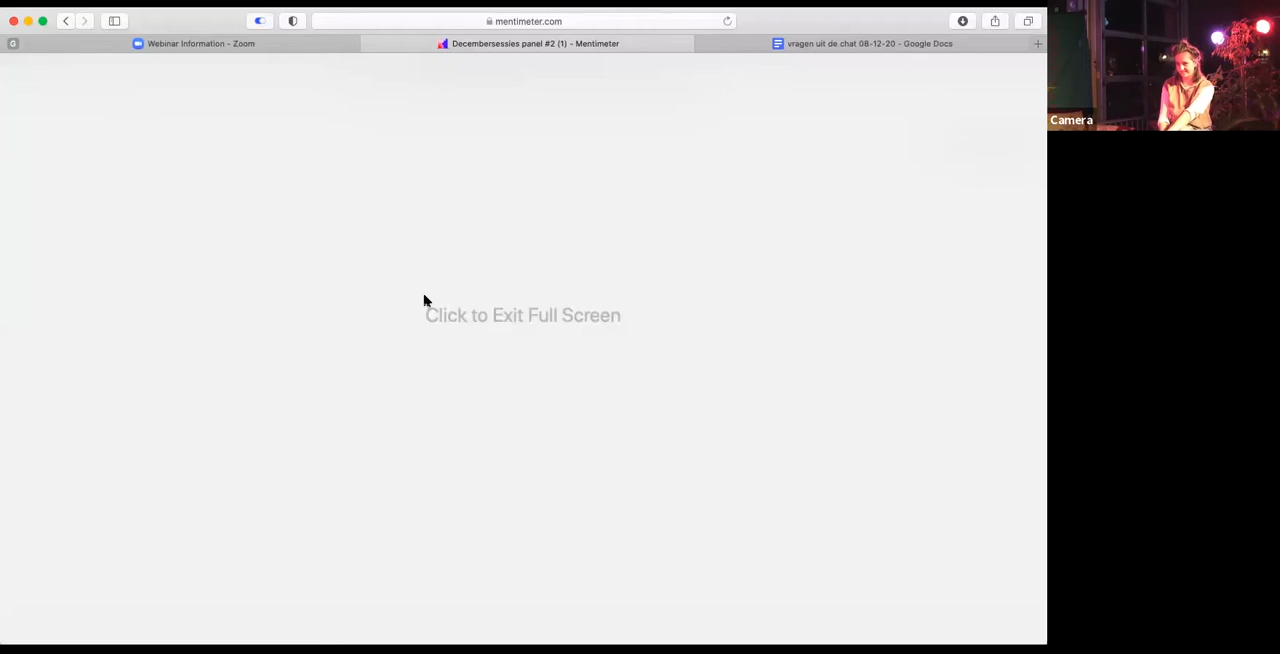 mentimeter.com
G
Webinar Information - Zoom
Decembersessies panel #2 (1) - Mentimeter
vragen uit de chat 08-12-20 - Google Docs
Camera
Click to Exit Full Screen